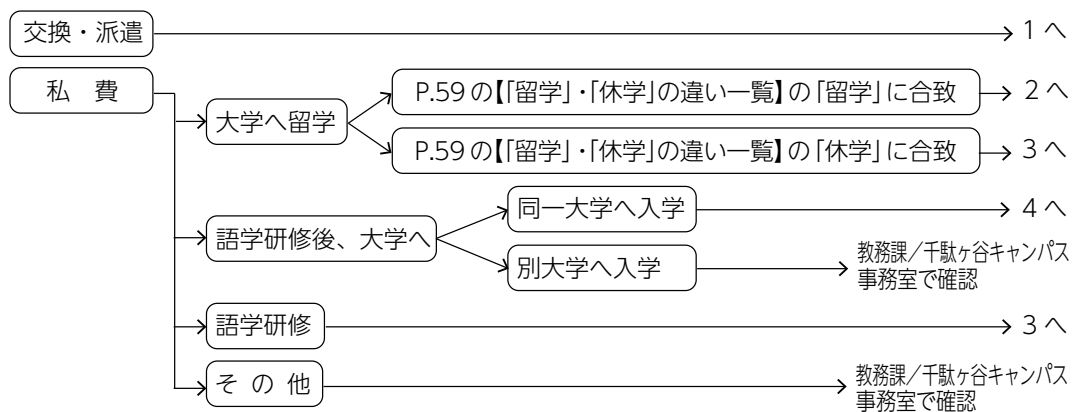 交換・派遣
1 へ
私 費
大学へ留学
P.59 の【「留学」・「休学」の違い一覧】の「留学」に合致
2 へ
P.59 の【「留学」・「休学」の違い一覧】の「休学」に合致
3 へ
語学研修後、大学へ
同一大学へ入学
4 へ
別大学へ入学
教務課／千駄ヶ谷キャンパス
事務室で確認
語学研修
3 へ
そ の 他
教務課／千駄ヶ谷キャンパス
事務室で確認